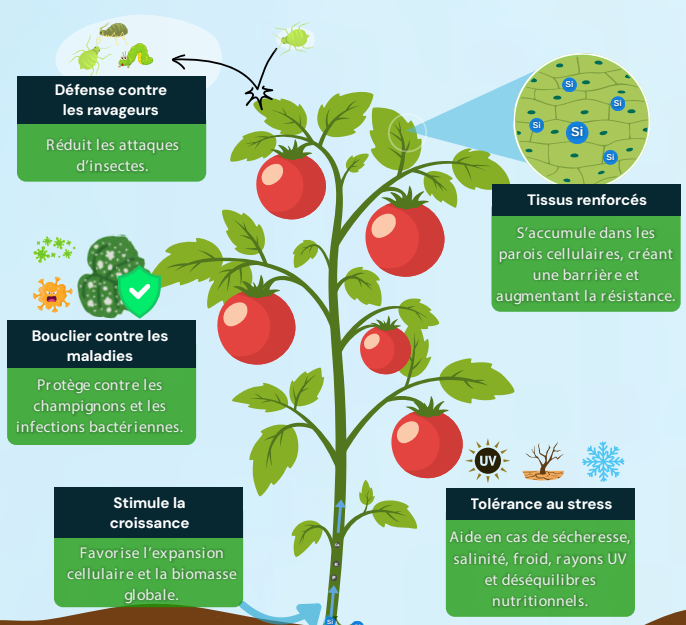 Défense contre
les ravageurs
Réduit les attaques
d'insectes.
Si
Si
Si
Si
Si
Tissus renforcés
S'accumule dans les
parois cellulaires, créant
une barrière et
augmentant la résistance.
Bouclier contre les
maladies
Protège contre les
champignons et les
infections bactériennes.
UV
Stimule la
croissance
Favorise l'expansion
cellulaire et la biomasse
globale.
Tolérance au stress
Aide en cas de sécheresse,
salinité, froid, rayons UV
et déséquilibres
nutritionnels.
Si